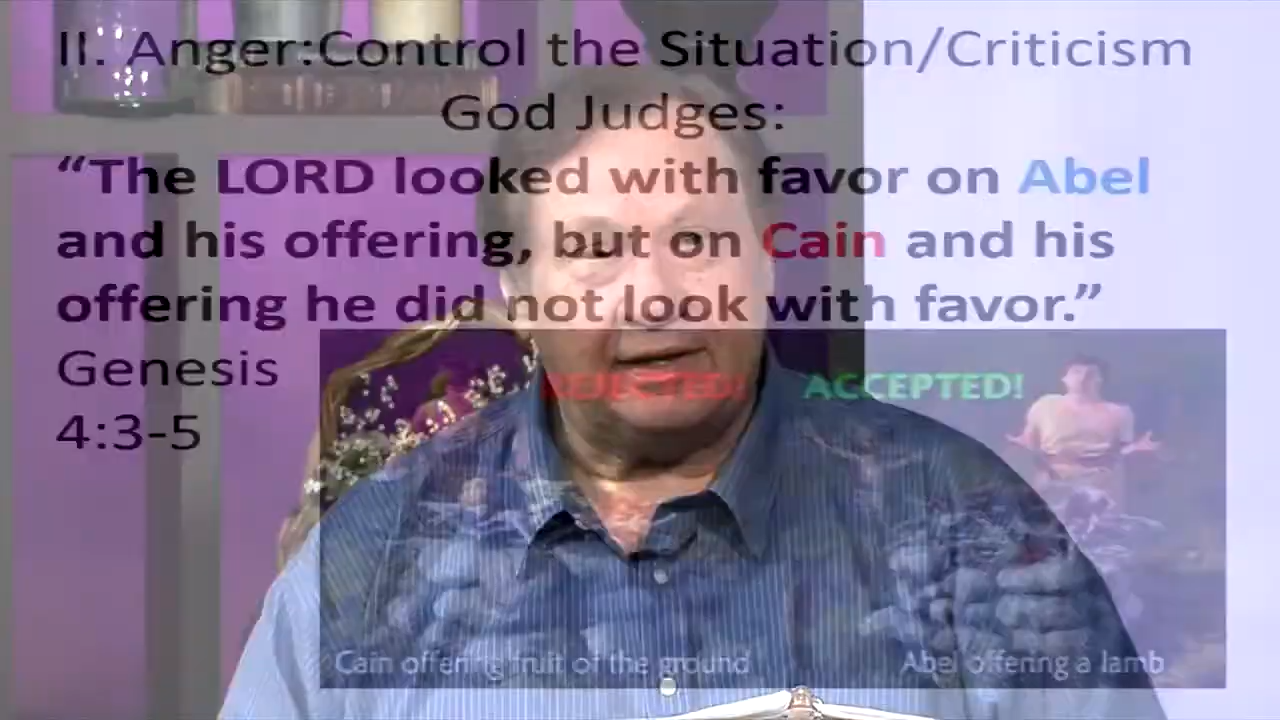 II. Anger:Control the Situation/Criticism
God Judges:
“The LORD looked with favor on Abel
and his offering, but on Cain and his
offering he did not look with favor.”
Genesis
4:3-5
REJECTED! ACCEPTED!
Cain offering fruit of the ground Abel offering a lamb